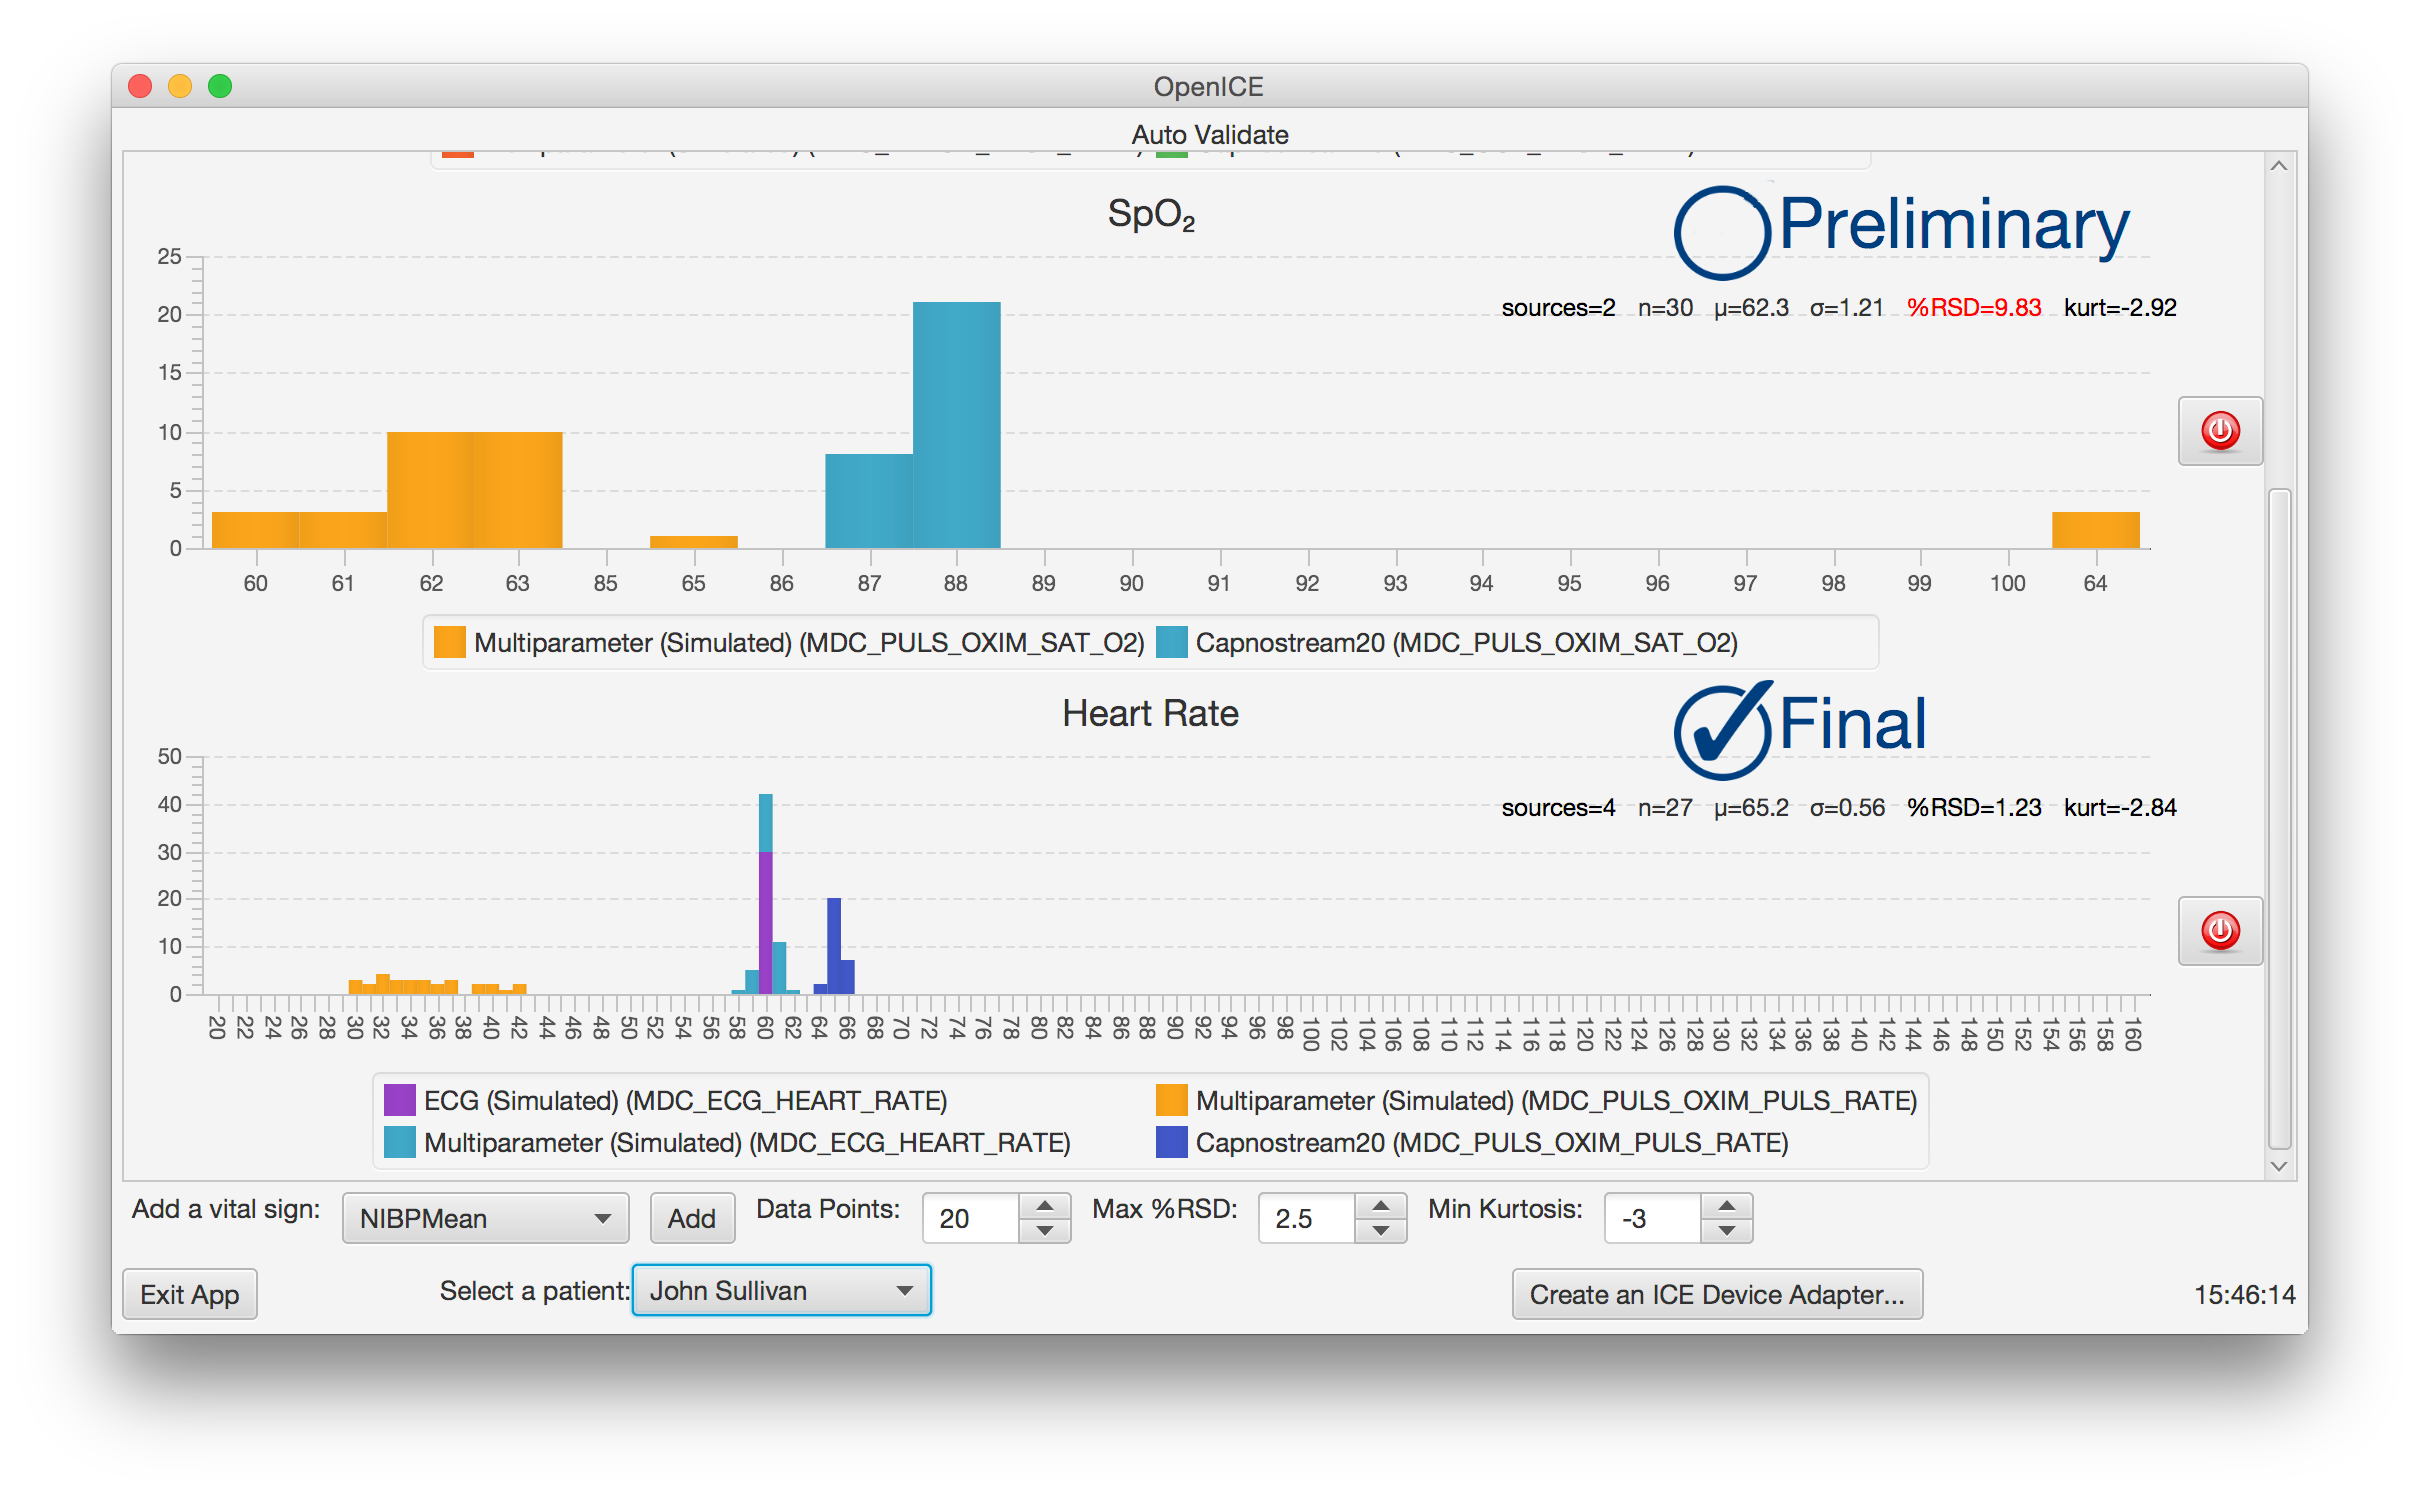 OpenICE
Auto Validate
SpO₂
Preliminary
sources=2 n=30 μ=62.3 σ=1.21 %RSD=9.83 kurt=-2.92
25
20
15
10
5
0
60 61 62 63 85 65 86 87 88 89 90 91 92 93 94 95 96 97 98 99 100 64
Multiparameter (Simulated) (MDC_PULS_OXIM_SAT_O2) Capnostream20 (MDC_PULS_OXIM_SAT_O2)
Heart Rate
Final
sources=4 n=27 μ=65.2 σ=0.56 %RSD=1.23 kurt=-2.84
50
40
30
20
10
0
20 22 24 26 28 30 32 34 36 38 40 42 44 46 48 50 52 54 56 58 60 62 64 66 68 70 72 74 76 78 80 82 84 86 88 90 92 94 96 98 100 102 104 106 108 110 112 114 116 118 120 122 124 126 128 130 132 134 136 138 140 142 144 146 148 150 152 154 156 158 160
ECG (Simulated) (MDC_ECG_HEART_RATE) Multiparameter (Simulated) (MDC_PULS_OXIM_PULS_RATE)
Multiparameter (Simulated) (MDC_ECG_HEART_RATE) Capnostream20 (MDC_PULS_OXIM_PULS_RATE)
Add a vital sign: NIBPMean Add Data Points: 20 Max %RSD: 2.5 Min Kurtosis: -3
Exit App Select a patient: John Sullivan Create an ICE Device Adapter... 15:46:14